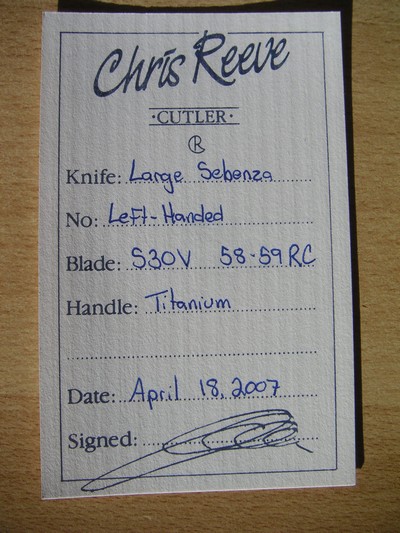 Chris Reeve
·CUTLER·
R
Knife: Large Sebenza
No: Left-Handed
Blade: S30V 58-59 RC
Handle: Titanium
Date: April 18, 2007
Signed: